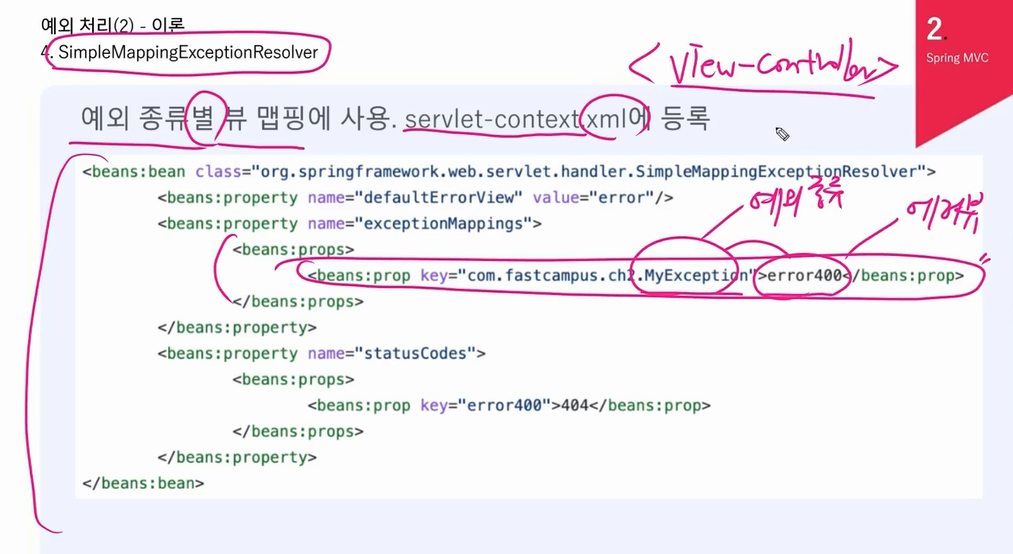 예외 처리(2) - 이론
4. SimpleMappingExceptionResolver
2.
Spring MVC
<view-controller>
예외 종류별 뷰 맵핑에 사용. servlet-context.xml에 등록
<beans:bean class="org.springframework.web.servlet.handler.SimpleMappingExceptionResolver">
<beans:property name="defaultErrorView" value="error"/>
예외 종류
<beans:property name="exceptionMappings">
에러뷰
<beans:props>
<beans:prop key="com.fastcampus.ch2.MyException">error400</beans:prop>
</beans:props>
</beans:property>
<beans:property name="statusCodes">
<beans:props>
<beans:prop key="error400">404</beans:prop>
</beans:props>
</beans:property>
</beans:bean>